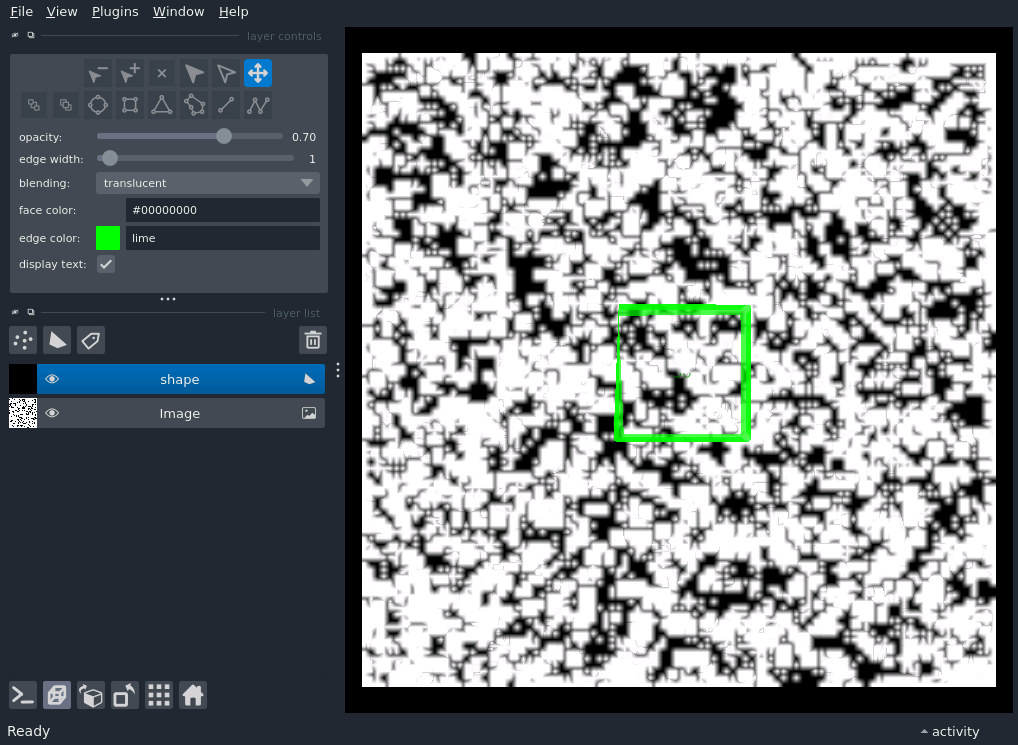 File View Plugins Window Help
layer controls
opacity: 0.70
edge width: 1
blending: translucent
face color: #00000000
edge color: lime
display text:
layer list
shape
Image
Ready
activity